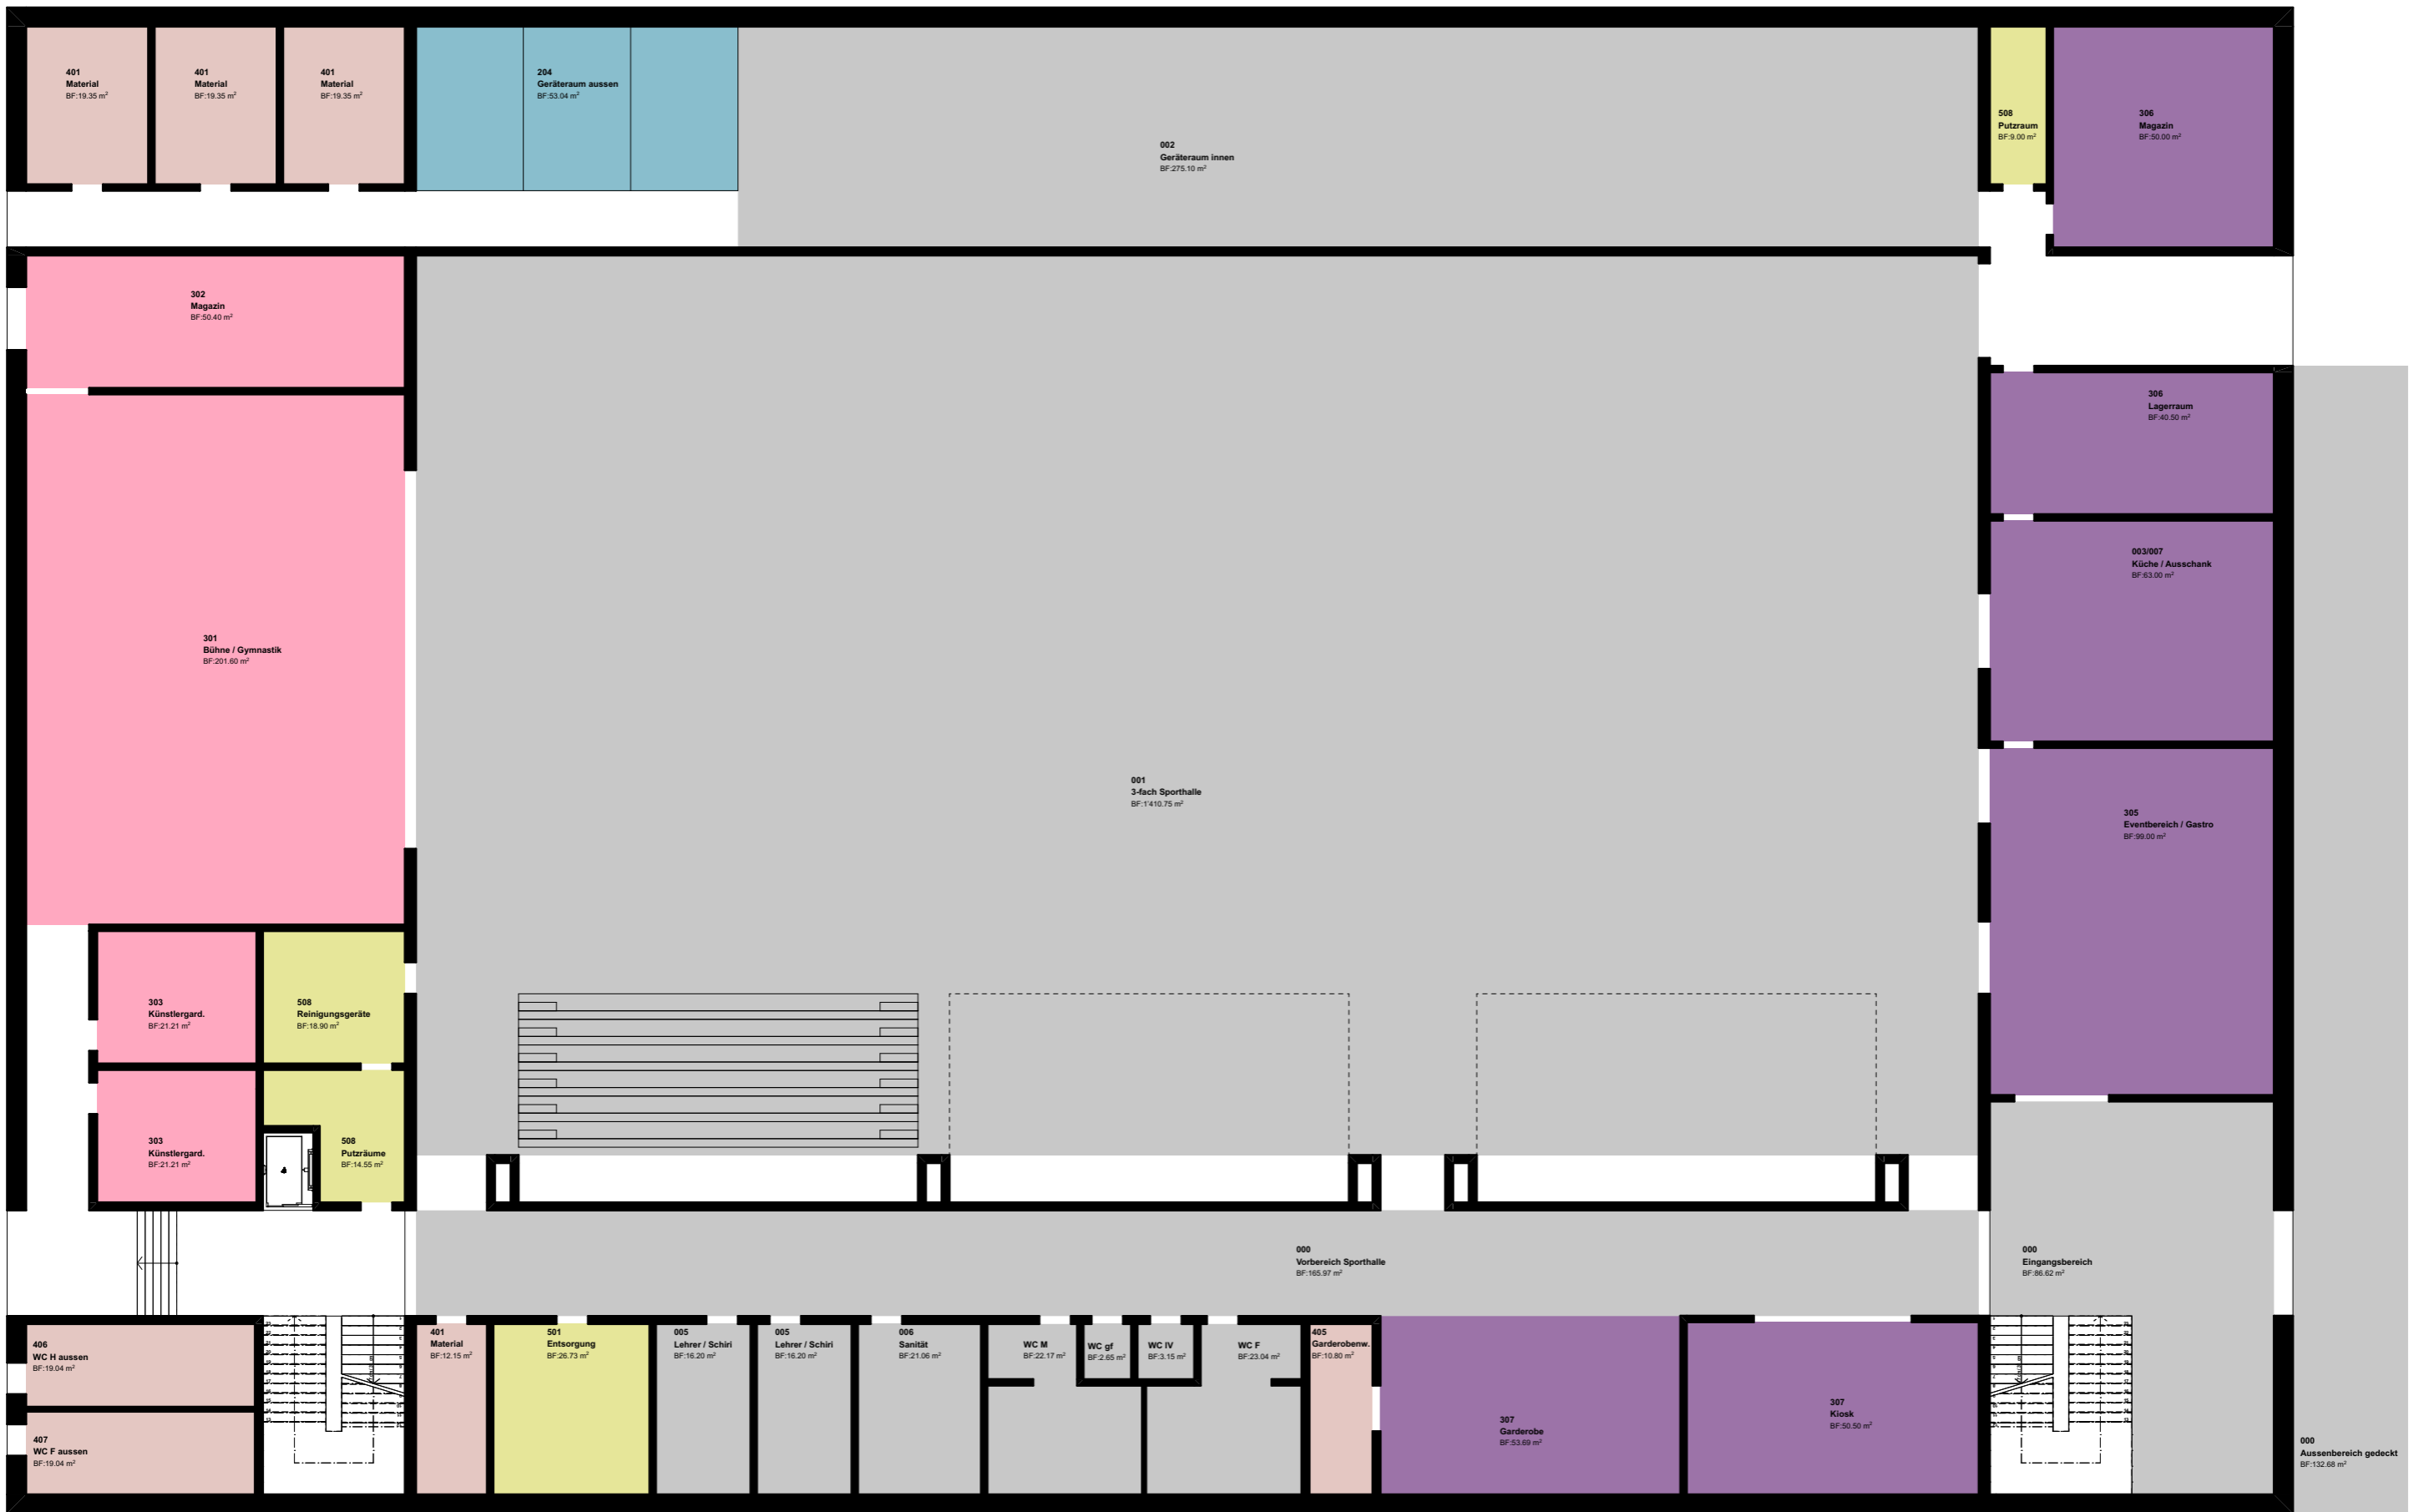 401
Material
BF:19.35 m²
401
Material
BF:19.35 m²
401
Material
BF:19.35 m²
204
Geräteraum aussen
BF:53.04 m²
002
Geräteraum innen
BF:275.10 m²
508
Putzraum
BF:9.00 m²
306
Magazin
BF:50.00 m²
302
Magazin
BF:50.40 m²
306
Lagerraum
BF:40.50 m²
003/007
Küche / Ausschank
BF:63.00 m²
301
Bühne / Gymnastik
BF:201.60 m²
001
3-fach Sporthalle
BF:1'410.75 m²
305
Eventbereich / Gastro
BF:99.00 m²
303
Künstlergard.
BF:21.21 m²
508
Reinigungsgeräte
BF:18.90 m²
303
Künstlergard.
BF:21.21 m²
508
Putzräume
BF:14.55 m²
000
Vorbereich Sporthalle
BF:165.97 m²
000
Eingangsbereich
BF:86.62 m²
406
WC H aussen
BF:19.04 m²
407
WC F aussen
BF:19.04 m²
401
Material
BF:12.15 m²
501
Entsorgung
BF:26.73 m²
005
Lehrer / Schiri
BF:16.20 m²
005
Lehrer / Schiri
BF:16.20 m²
006
Sanität
BF:21.06 m²
WC M
BF:22.17 m²
WC gf
BF:2.65 m²
WC IV
BF:3.15 m²
WC F
BF:23.04 m²
405
Garderobenw.
BF:10.80 m²
307
Garderobe
BF:53.69 m²
307
Kiosk
BF:50.50 m²
000
Aussenbereich gedeckt
BF:132.68 m²